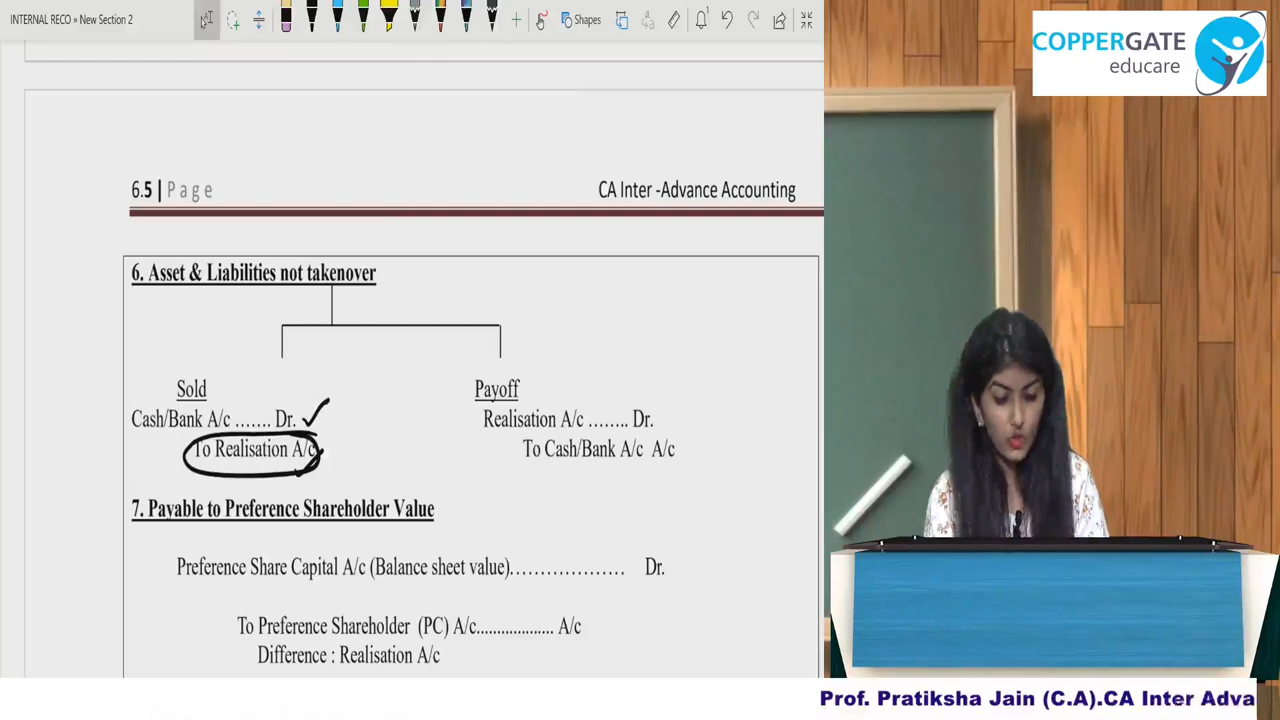 INTERNAL RECO » New Section 2
Shapes
COPPERGATE
educare
6.5 | Page
CA Inter -Advance Accounting
6. Asset & Liabilities not takenover
Sold
Payoff
Cash/Bank A/c ....... Dr.
Realisation A/c ........ Dr.
To Realisation A/c
To Cash/Bank A/c A/c
7. Payable to Preference Shareholder Value
Preference Share Capital A/c (Balance sheet value)................... Dr.
To Preference Shareholder (PC) A/c................... A/c
Difference : Realisation A/c
Prof. Pratiksha Jain (C.A).CA Inter Adva